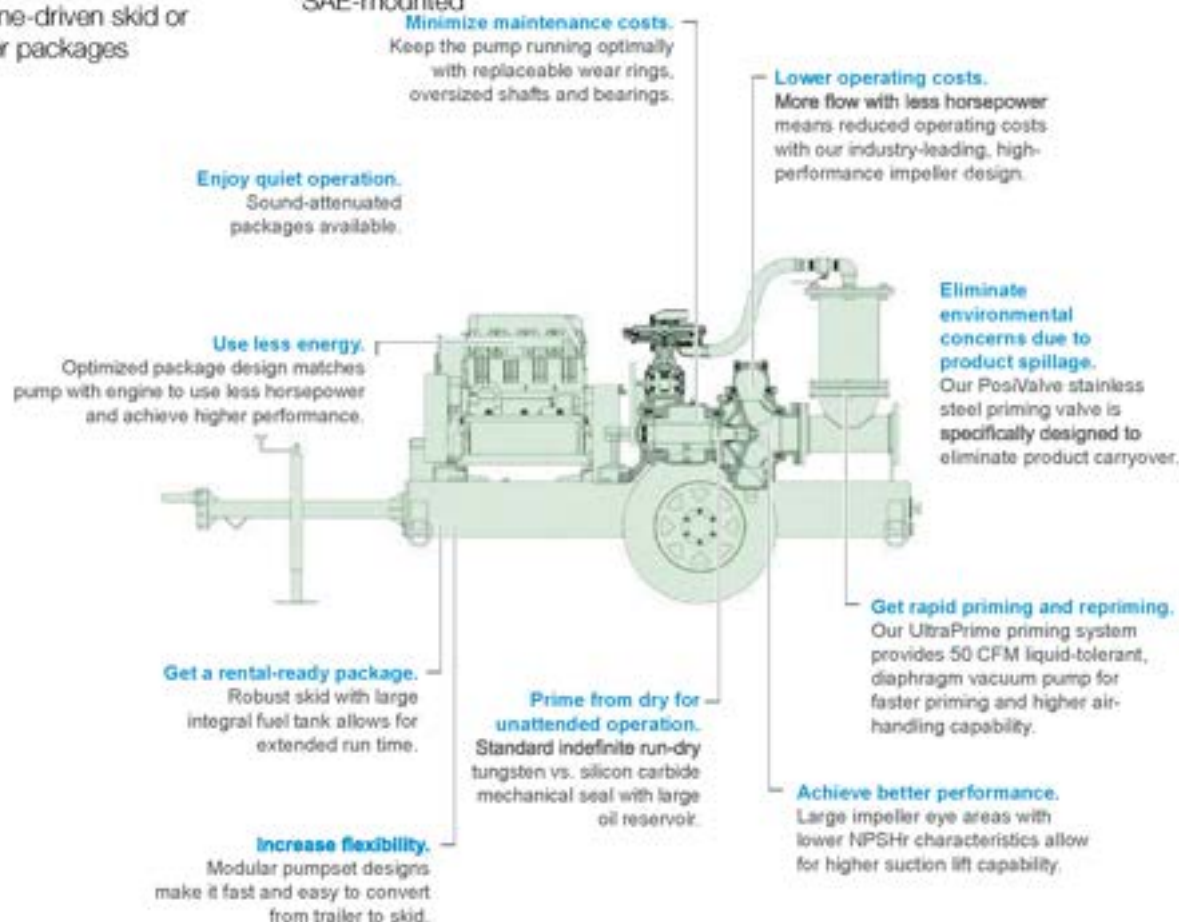 ne-driven skid or
r packages
SAE-mounted
Minimize maintenance costs.
Keep the pump running optimally
with replaceable wear rings,
oversized shafts and bearings.
Lower operating costs.
More flow with less horsepower
means reduced operating costs
with our industry-leading, high-
performance impeller design.
Enjoy quiet operation.
Sound-attenuated
packages available.
Eliminate
environmental
concerns due to
product spillage.
Our PosiValve stainless
steel priming valve is
specifically designed to
eliminate product carryover.
Use less energy.
Optimized package design matches
pump with engine to use less horsepower
and achieve higher performance.
Get rapid priming and repriming.
Our UltraPrime priming system
provides 50 CFM liquid-tolerant,
diaphragm vacuum pump for
faster priming and higher air-
handling capability.
Get a rental-ready package.
Robust skid with large
integral fuel tank allows for
extended run time.
Prime from dry for
unattended operation.
Standard indefinite run-dry
tungsten vs. silicon carbide
mechanical seal with large
oil reservoir.
Achieve better performance.
Large impeller eye areas with
lower NPSHr characteristics allow
for higher suction lift capability.
Increase flexibility.
Modular pumpset designs
make it fast and easy to convert
from trailer to skid.